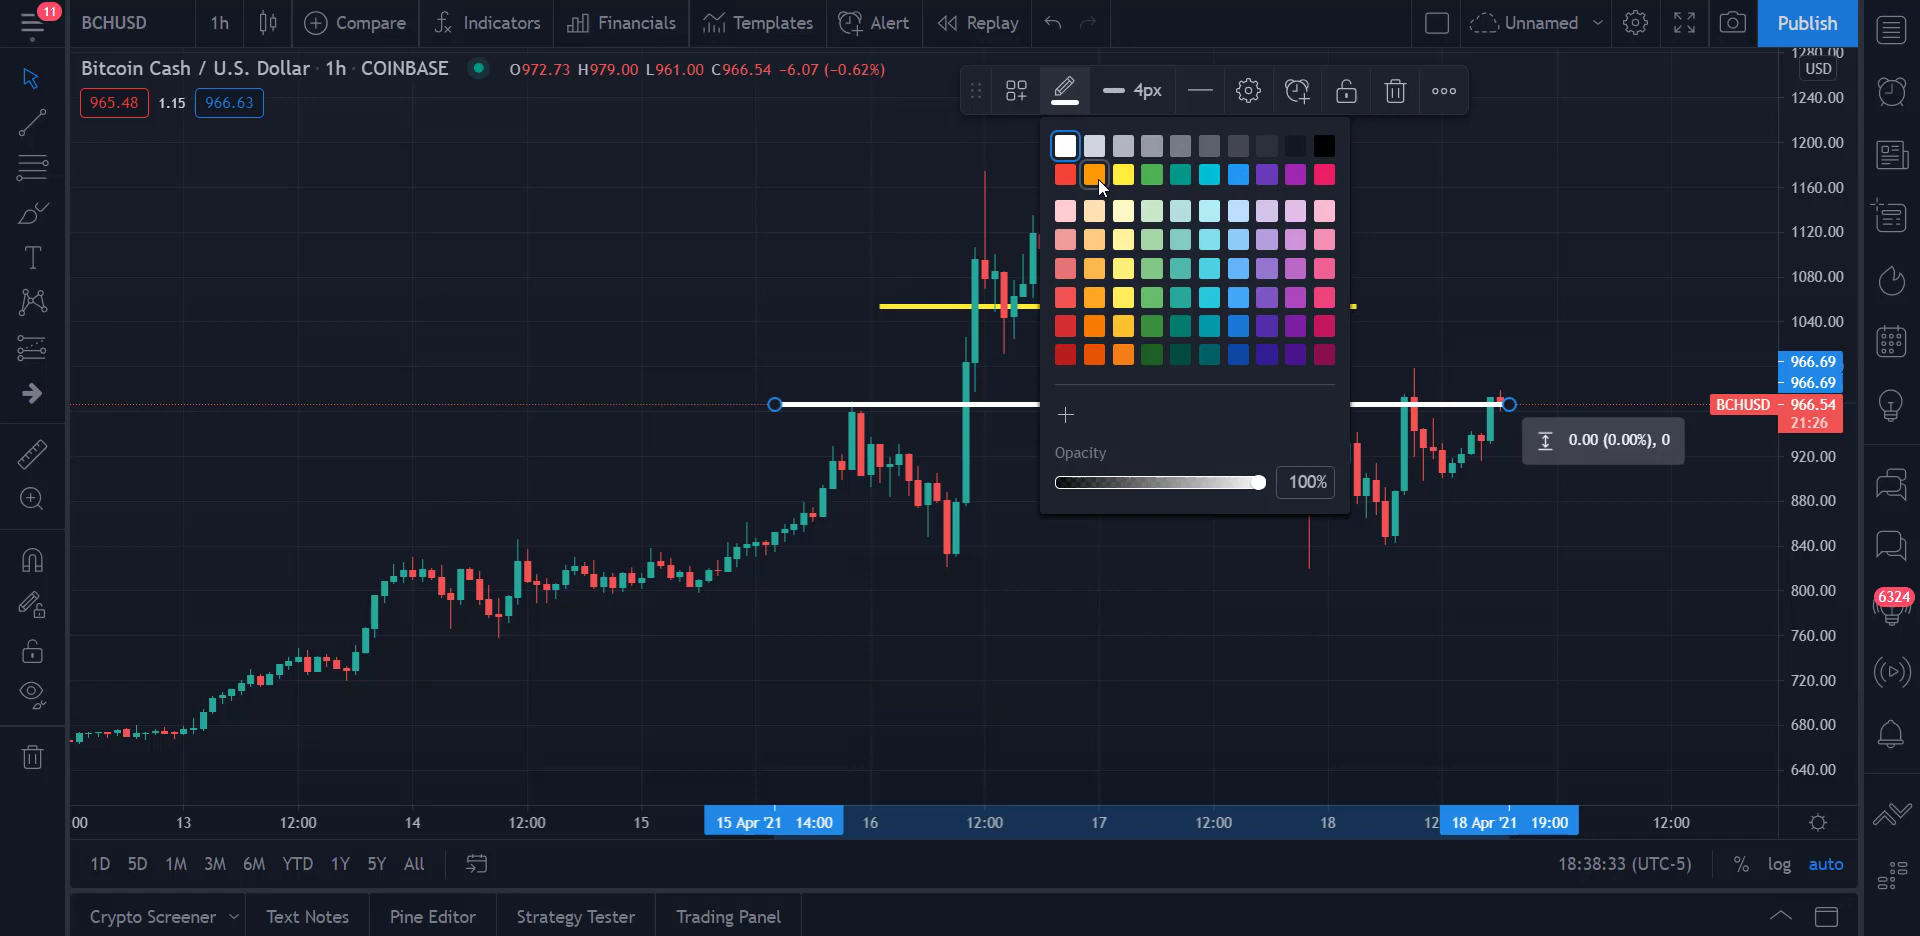 11
BCHUSD
1h
Compare
Indicators
Financials
Templates
Alert
Replay
Unnamed
Publish
Bitcoin Cash / U.S. Dollar · 1h · COINBASE
O972.73 H979.00 L961.00 C966.54 −6.07 (−0.62%)
965.48
1.15
966.63
4px
1280.00
USD
1240.00
1200.00
1160.00
1120.00
1080.00
1040.00
966.69
966.69
BCHUSD
966.54
21:26
920.00
880.00
840.00
800.00
760.00
720.00
680.00
640.00
Opacity
100%
0.00 (0.00%), 0
6324
00
13
12:00
14
12:00
15
15 Apr '21 14:00
16
12:00
17
12:00
18
12
18 Apr '21 19:00
12:00
1D
5D
1M
3M
6M
YTD
1Y
5Y
All
18:38:33 (UTC-5)
%
log
auto
Crypto Screener
Text Notes
Pine Editor
Strategy Tester
Trading Panel